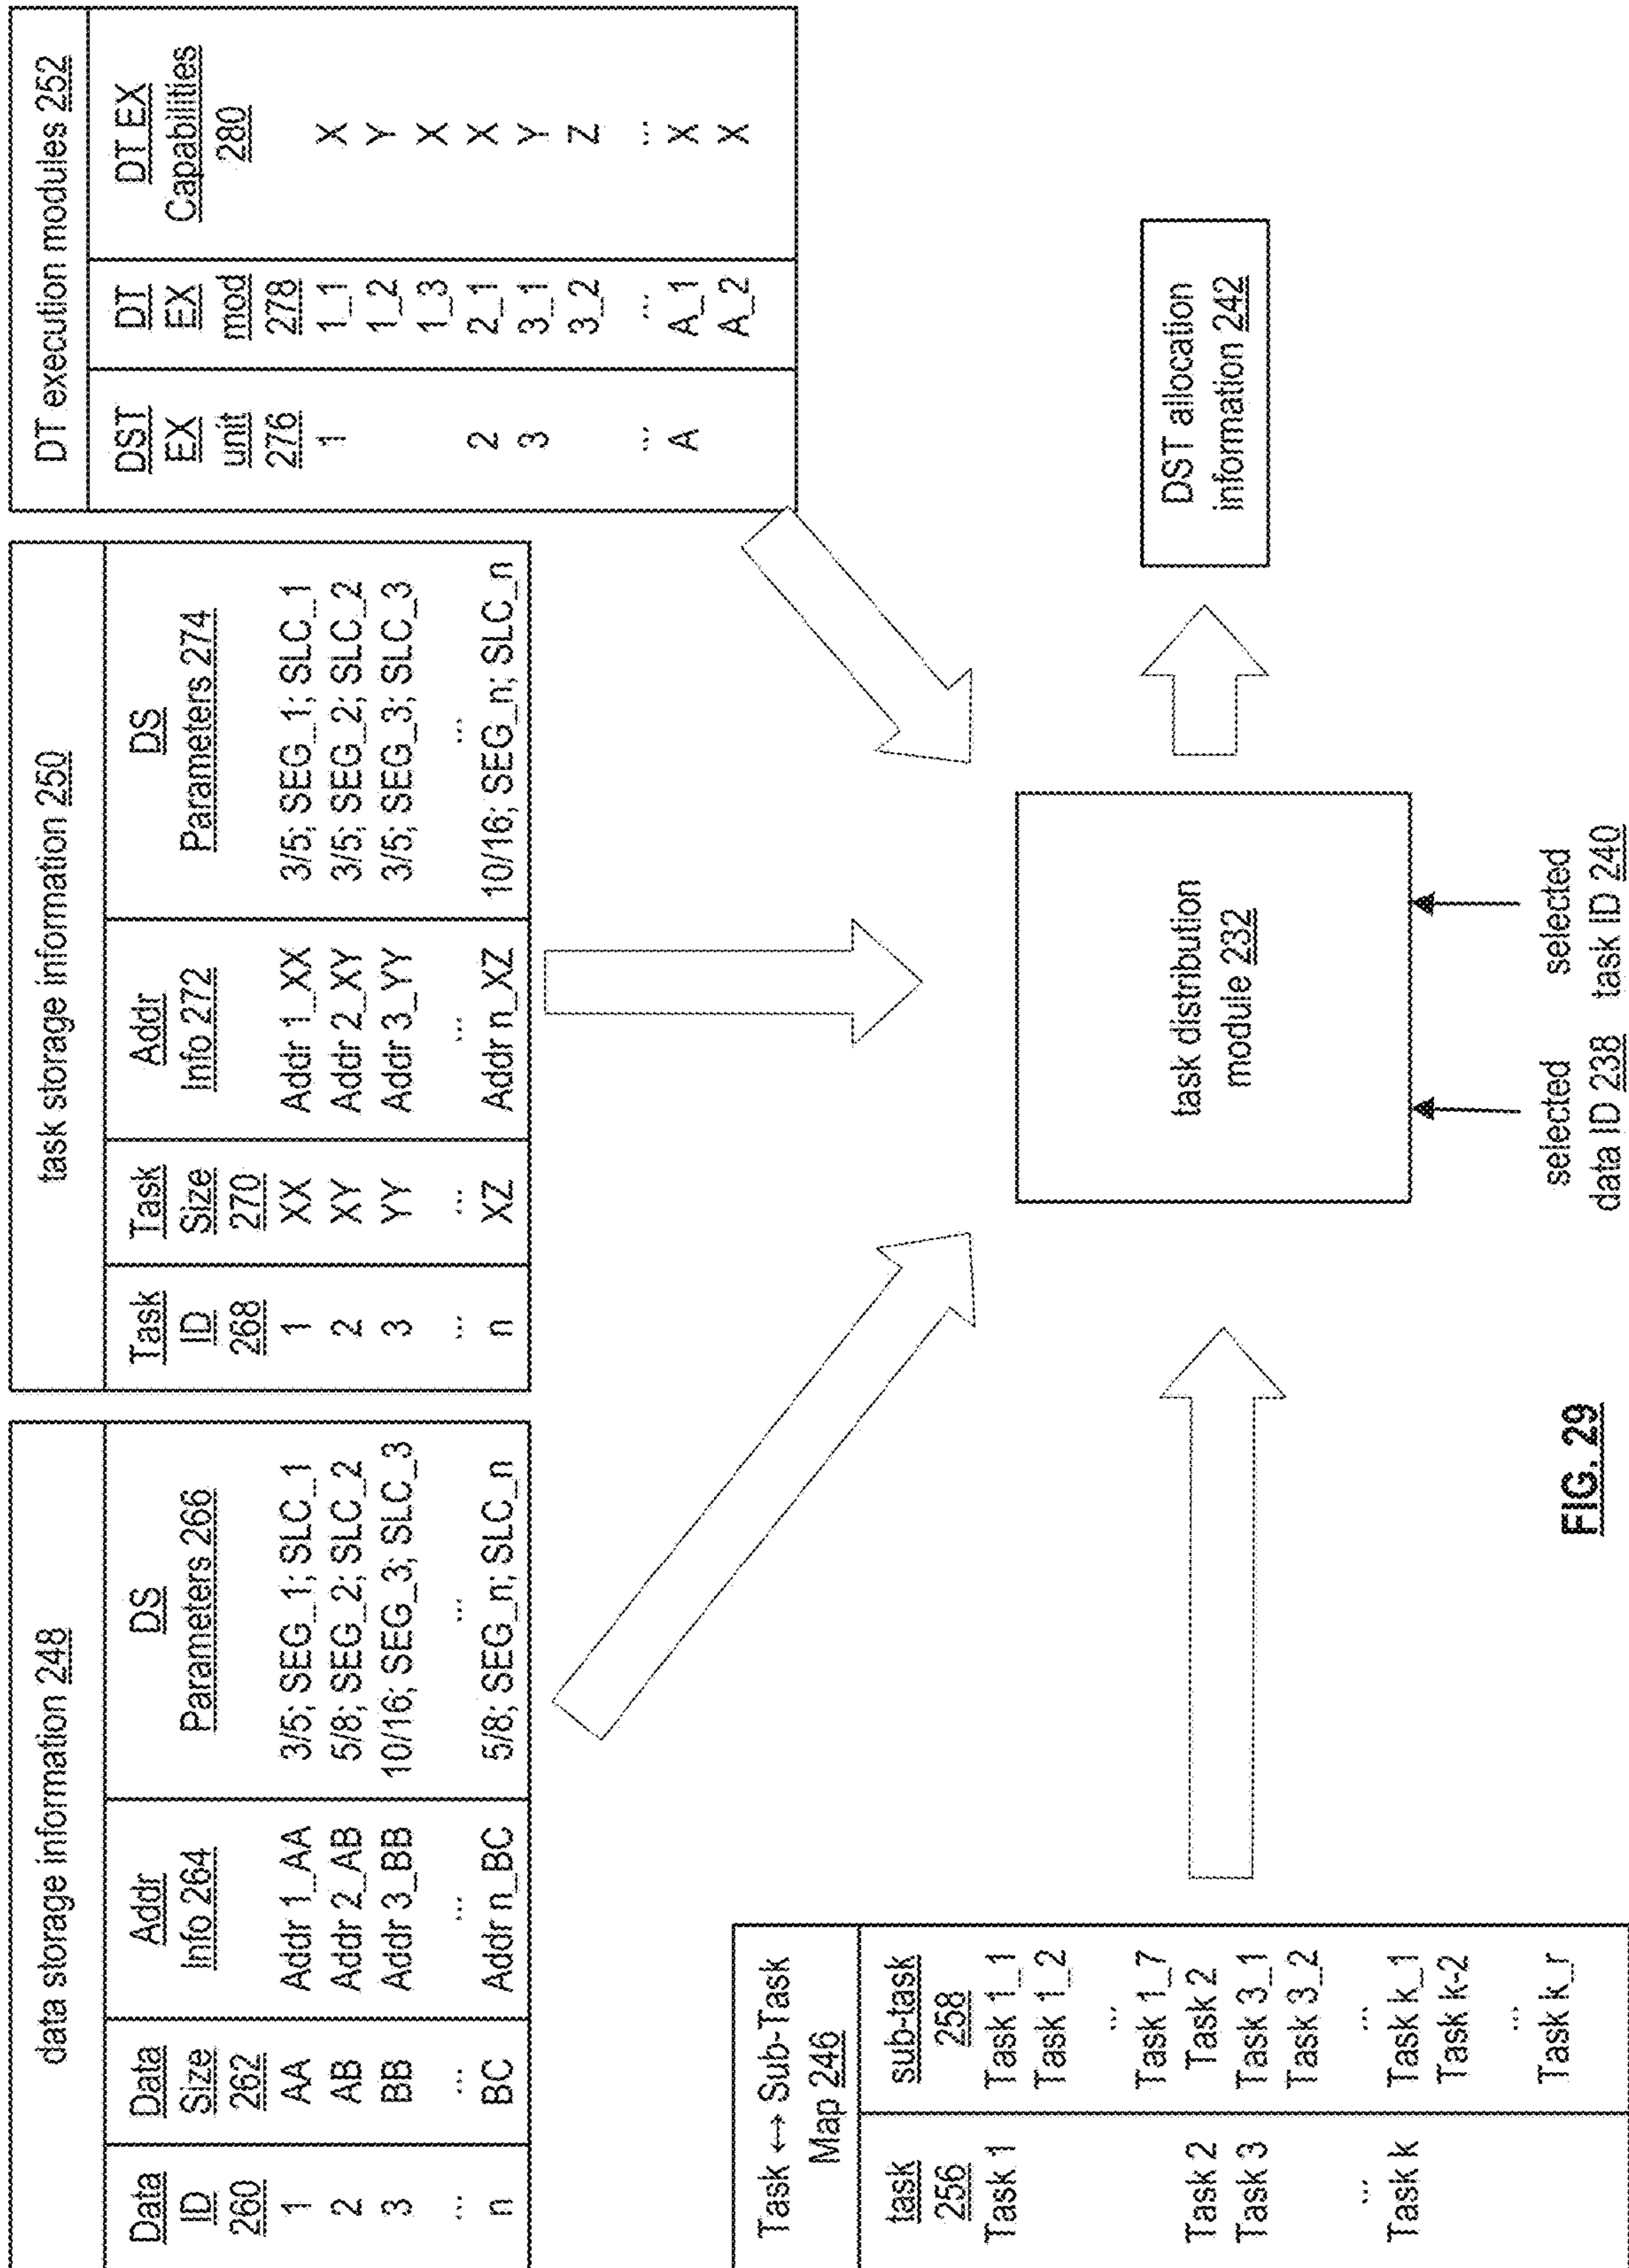 data storage information 248
Data ID 260 Data Size 262 Addr Info 264 DS Parameters 266
1 AA Addr 1_AA 3/5; SEG_1; SLC_1
2 AB Addr 2_AB 5/8; SEG_2; SLC_2
3 BB Addr 3_BB 10/16; SEG_3; SLC_3
... ... ... ...
n BC Addr n_BC 5/8; SEG_n; SLC_n
task storage information 250
Task ID 268 Task Size 270 Addr Info 272 DS Parameters 274
1 XX Addr 1_XX 3/5; SEG_1; SLC_1
2 XY Addr 2_XY 3/5; SEG_2; SLC_2
3 YY Addr 3_YY 3/5; SEG_3; SLC_3
... ... ... ...
n XZ Addr n_XZ 10/16; SEG_n; SLC_n
DT execution modules 252
DST EX unit 276 DT EX mod 278 DT EX Capabilities 280
1 1_1 X
1_2 Y
1_3 X
2 2_1 X
3 3_1 Y
3_2 Z
... ... ...
A A_1 X
A_2 X
Task ↔ Sub-Task
Map 246
task 256 sub-task 258
Task 1 Task 1_1
Task 1_2
...
Task 1_7
Task 2 Task 2
Task 3 Task 3_1
Task 3_2
... ...
Task k Task k_1
Task k-2
...
Task k_r
task distribution
module 232
DST allocation
information 242
selected
data ID 238
selected
task ID 240
FIG. 29